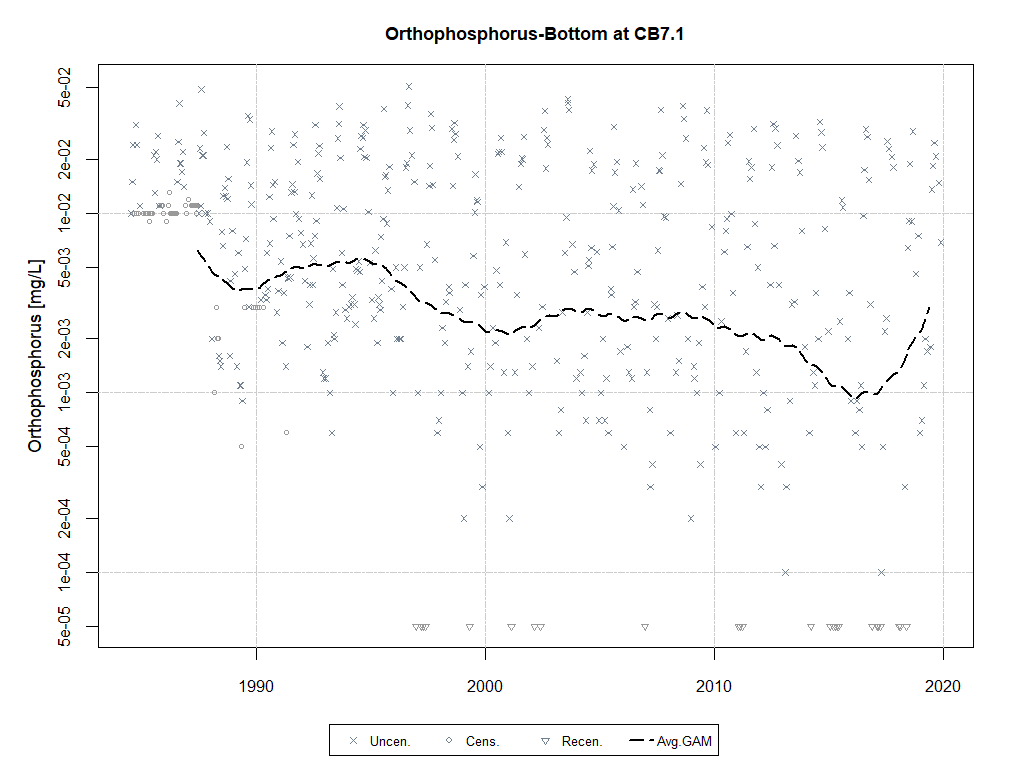 Orthophosphorus-Bottom at CB7.1
Orthophosphorus [mg/L]
5e-02
2e-02
1e-02
5e-03
2e-03
1e-03
5e-04
2e-04
1e-04
5e-05
1990 2000 2010 2020
Uncen. Cens. Recen. Avg.GAM